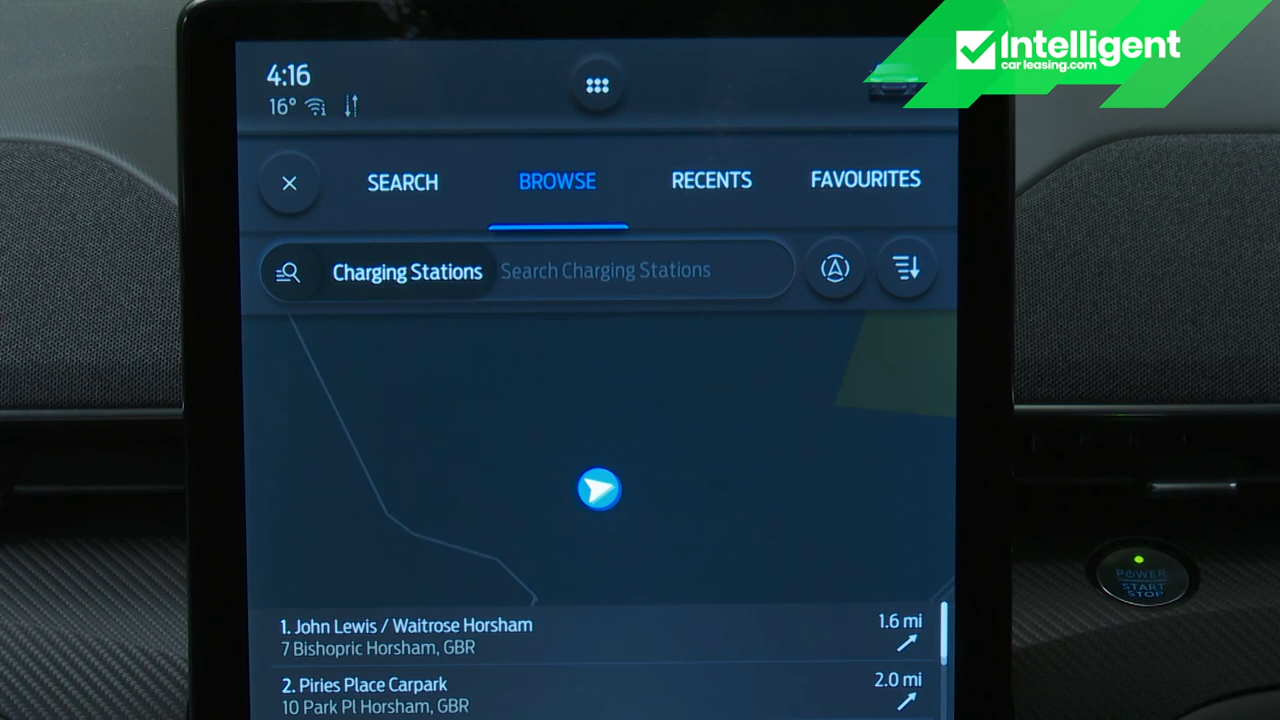 Intelligent
car leasing.com
4:16
16°
SEARCH
BROWSE
RECENTS
FAVOURITES
Charging Stations
Search Charging Stations
1. John Lewis / Waitrose Horsham
1.6 mi
7 Bishopric Horsham, GBR
2. Piries Place Carpark
2.0 mi
10 Park Pl Horsham, GBR
POWER
START
STOP